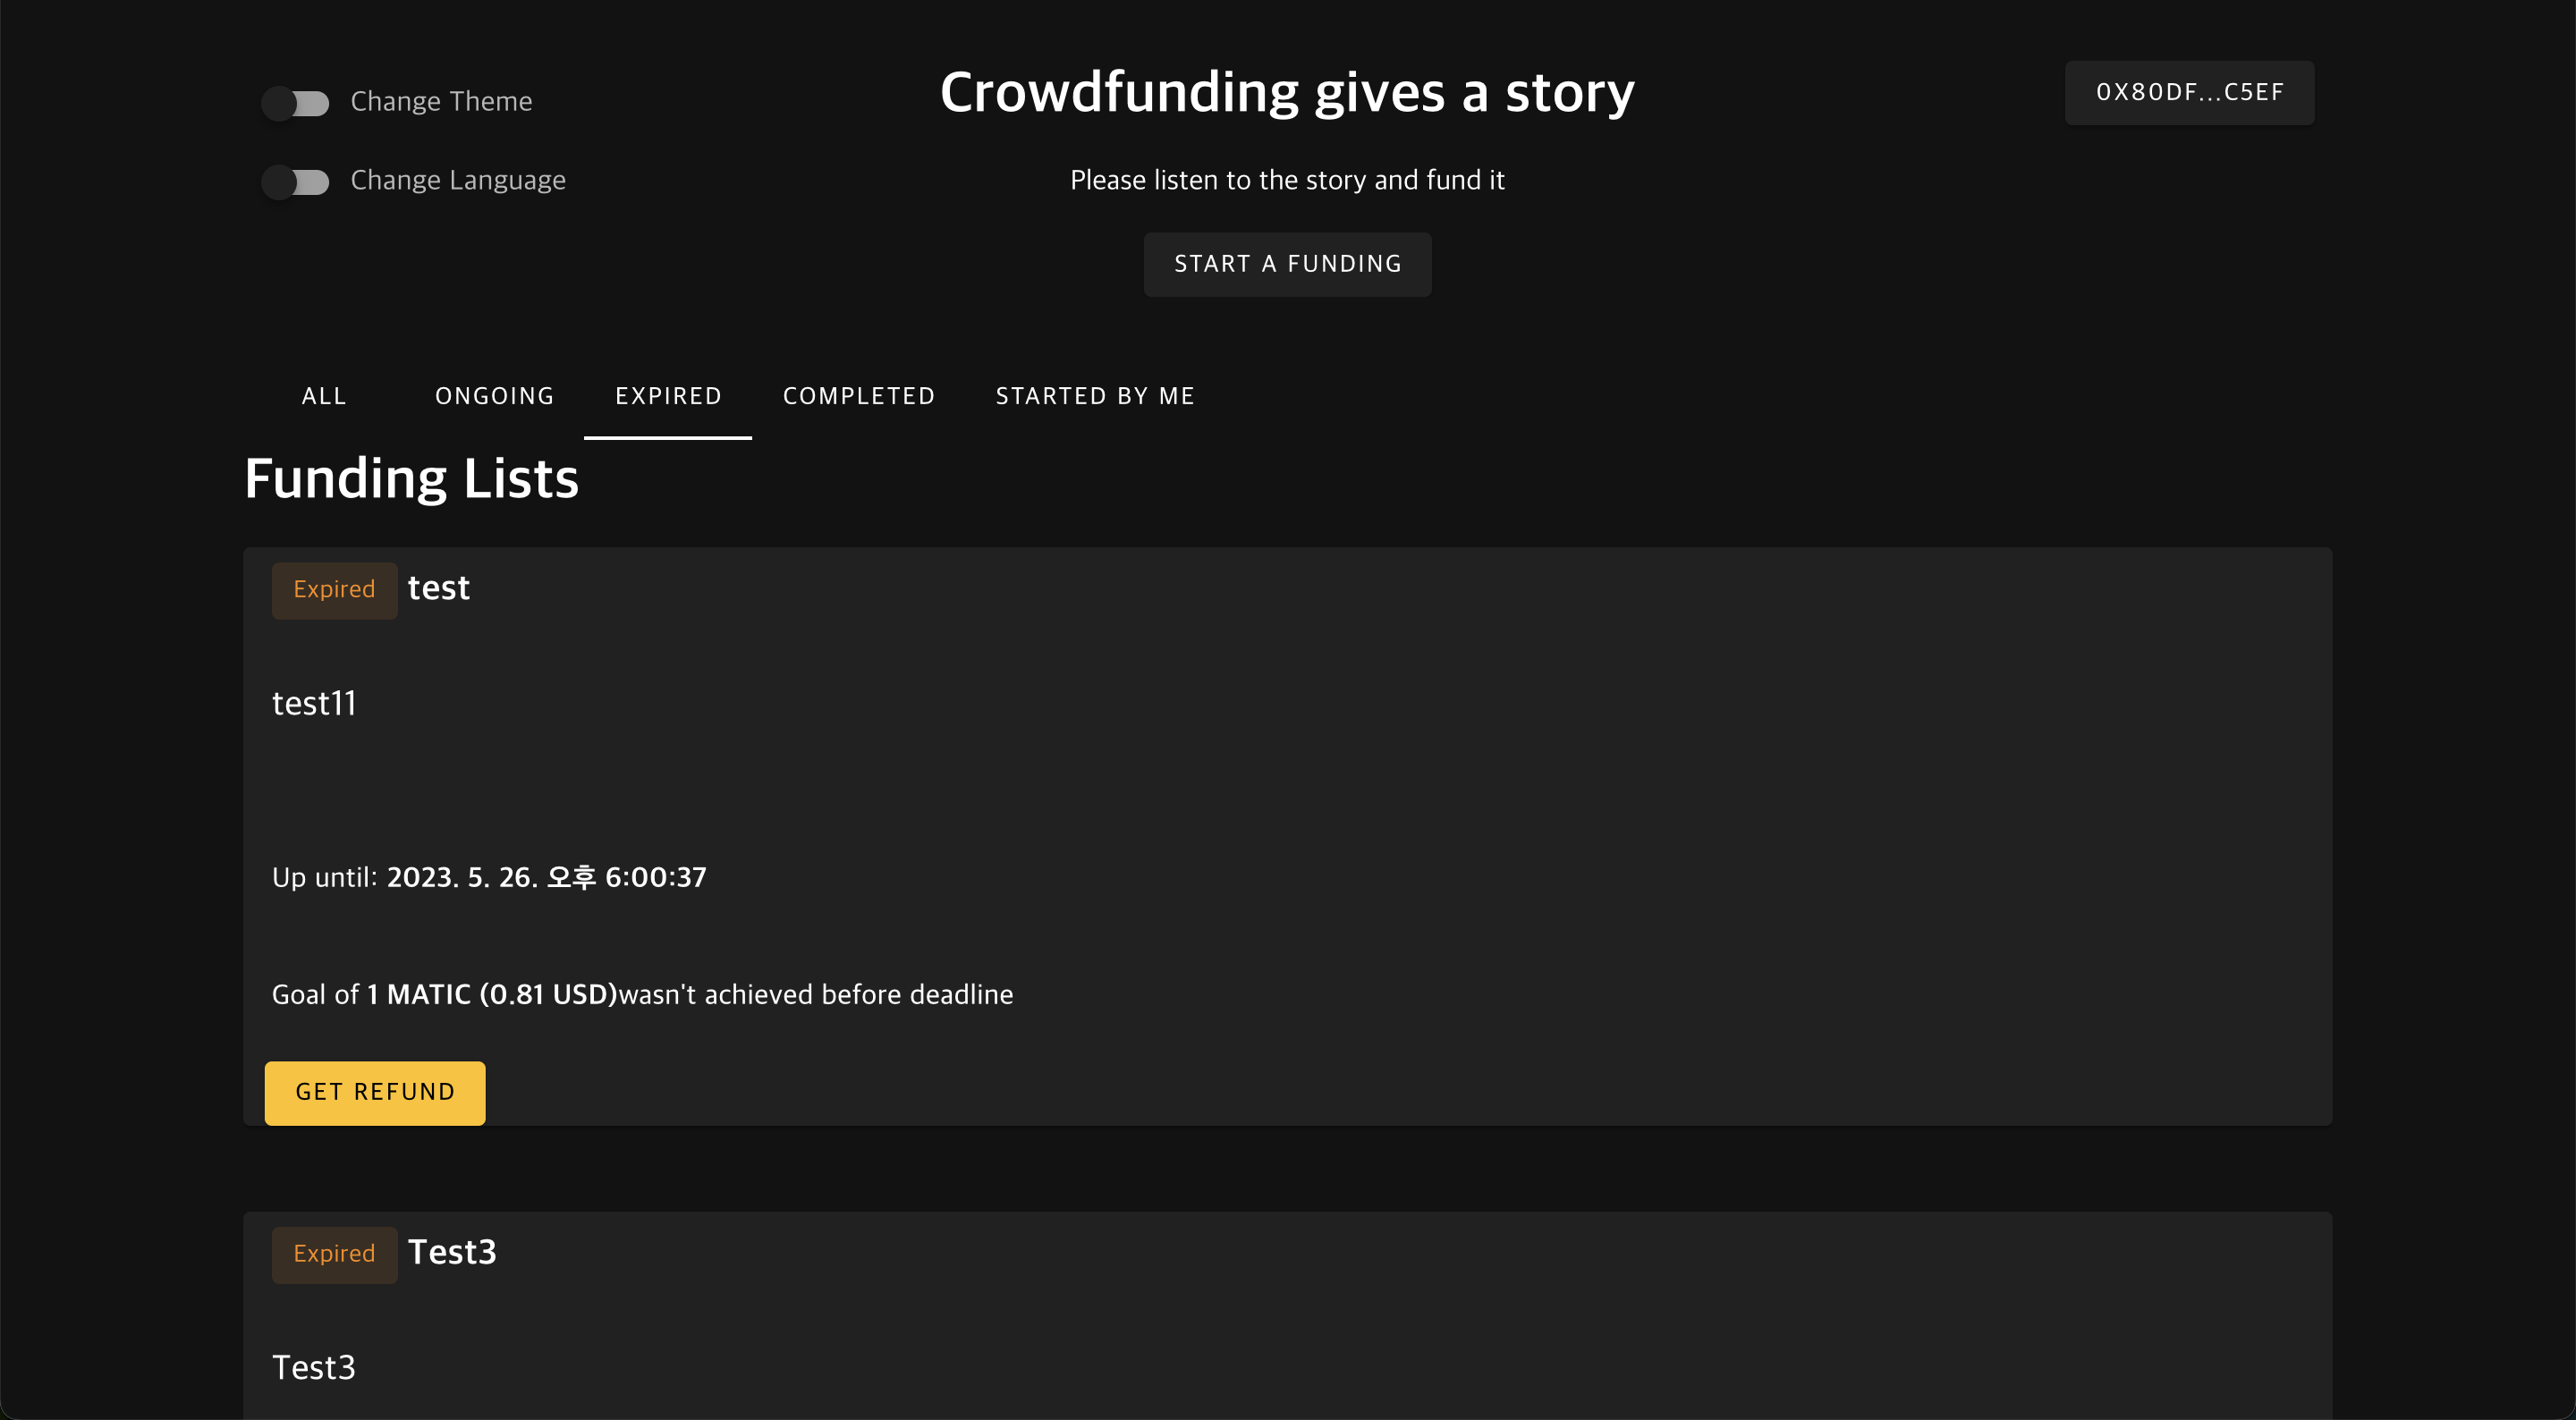 Change Theme
Crowdfunding gives a story
0X80DF...C5EF
Change Language
Please listen to the story and fund it
START A FUNDING
ALL ONGOING EXPIRED COMPLETED STARTED BY ME
Funding Lists
Expired test
test11
Up until: 2023. 5. 26. 오후 6:00:37
Goal of 1 MATIC (0.81 USD)wasn't achieved before deadline
GET REFUND
Expired Test3
Test3